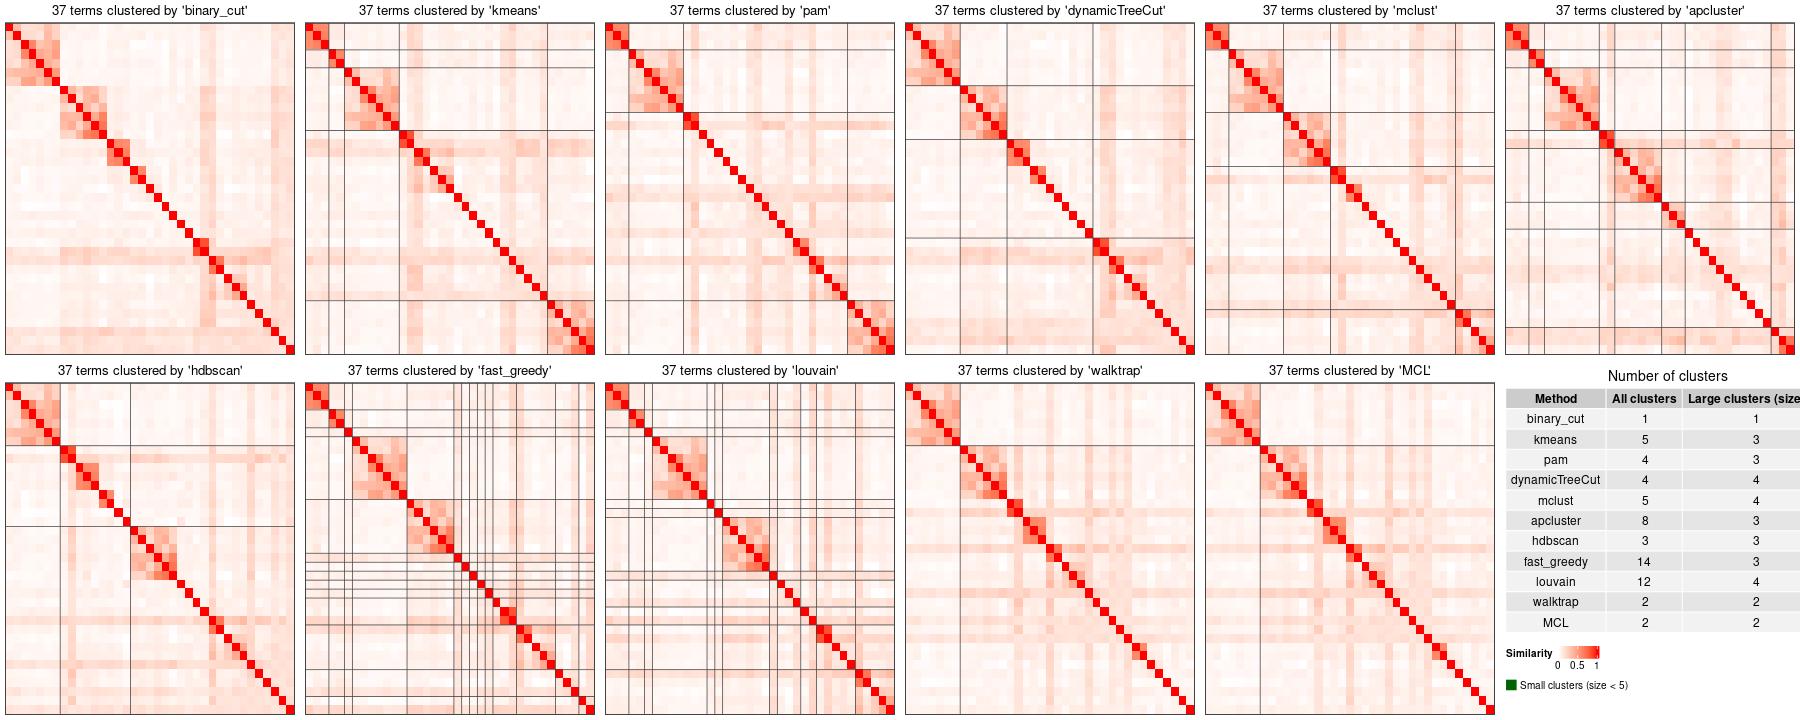 37 terms clustered by 'binary_cut'
37 terms clustered by 'kmeans'
37 terms clustered by 'pam'
37 terms clustered by 'dynamicTreeCut'
37 terms clustered by 'mclust'
37 terms clustered by 'apcluster'
37 terms clustered by 'hdbscan'
37 terms clustered by 'fast_greedy'
37 terms clustered by 'louvain'
37 terms clustered by 'walktrap'
37 terms clustered by 'MCL'
Number of clusters
Method All clusters Large clusters (size
binary_cut 1 1
kmeans 5 3
pam 4 3
dynamicTreeCut 4 4
mclust 5 4
apcluster 8 3
hdbscan 3 3
fast_greedy 14 3
louvain 12 4
walktrap 2 2
MCL 2 2
Similarity
0 0.5 1
Small clusters (size < 5)